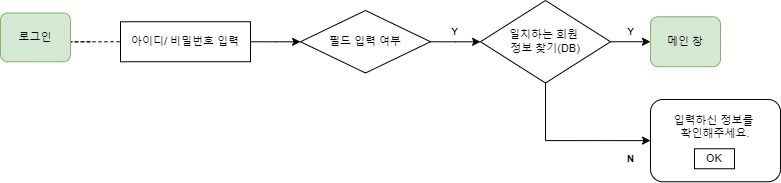 로그인
아이디/ 비밀번호 입력
필드 입력 여부
Y
일치하는 회원
정보 찾기(DB)
Y
메인 창
N
입력하신 정보를
확인해주세요.
OK